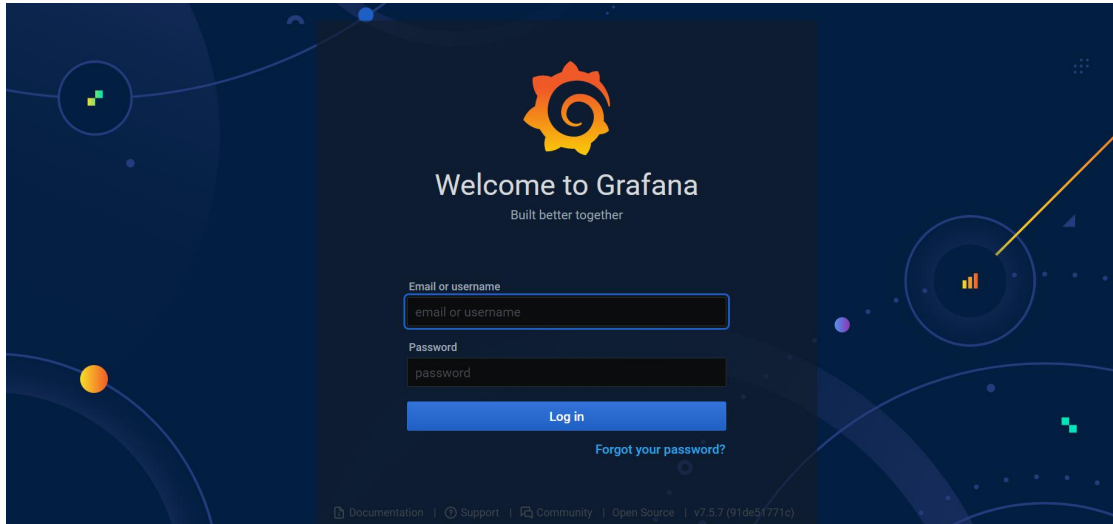 Welcome to Grafana
Built better together
Email or username
email or username
Password
password
Log in
Forgot your password?
Documentation | Support | Community | Open Source | v7.5.7 (91de51771c)